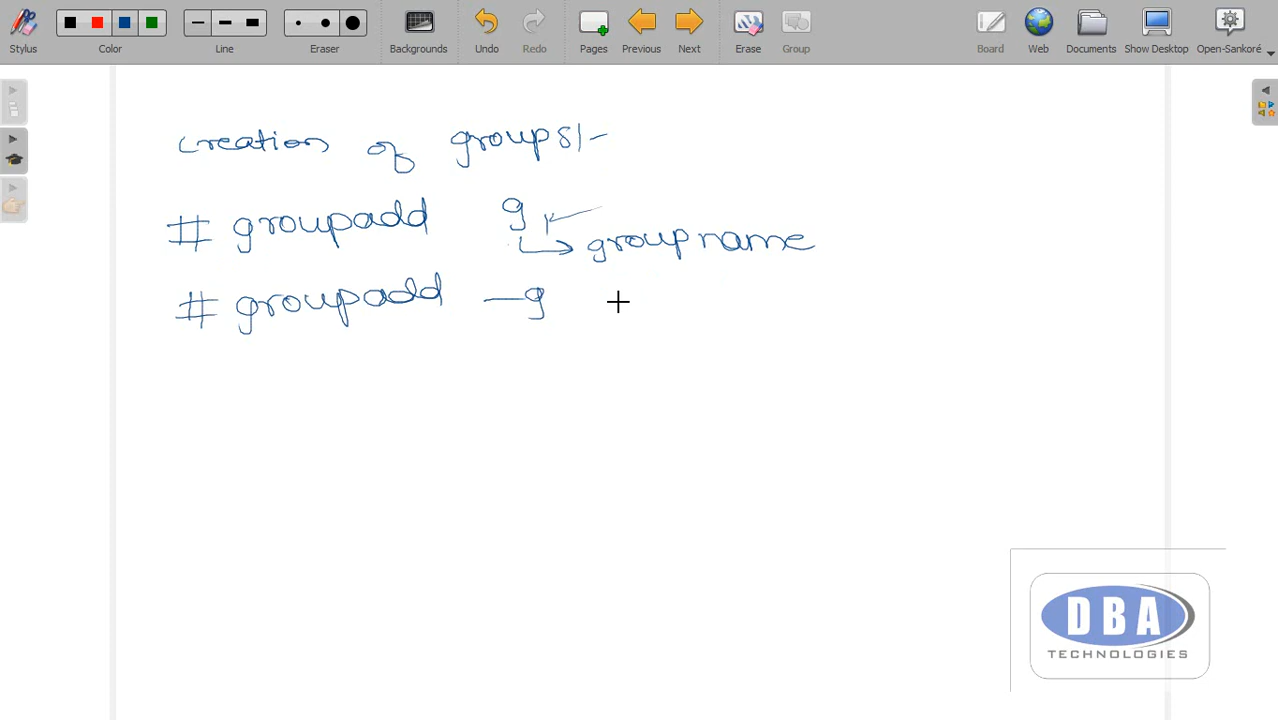 Stylus Color Line Eraser Backgrounds Undo Redo Pages Previous Next Erase Group Board Web Documents Show Desktop Open-Sankoré
creation of groups:-
# groupadd g
group name
# groupadd -g
DBA
TECHNOLOGIES